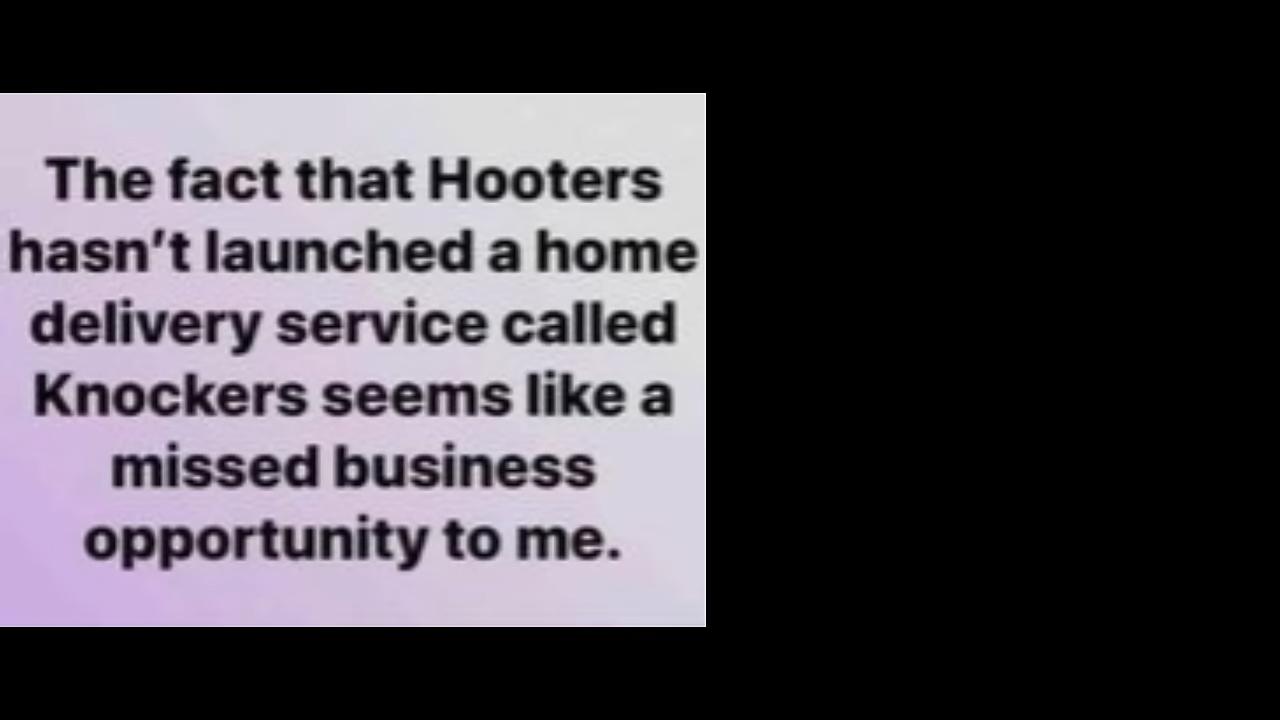 The fact that Hooters
hasn’t launched a home
delivery service called
Knockers seems like a
missed business
opportunity to me.